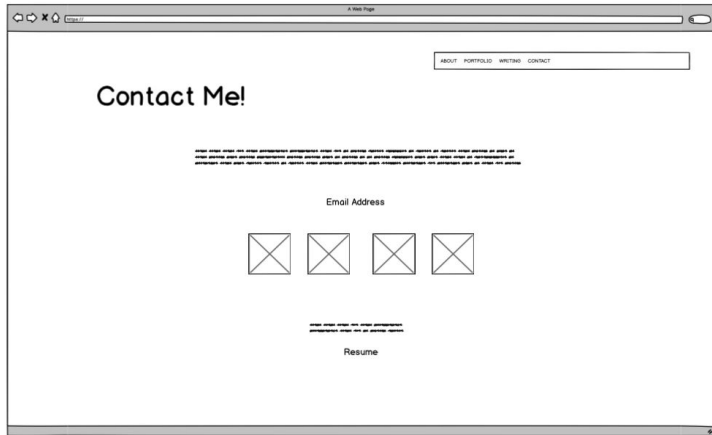 A Web Page
https://
ABOUT PORTFOLIO WRITING CONTACT
Contact Me!
Email Address
Resume